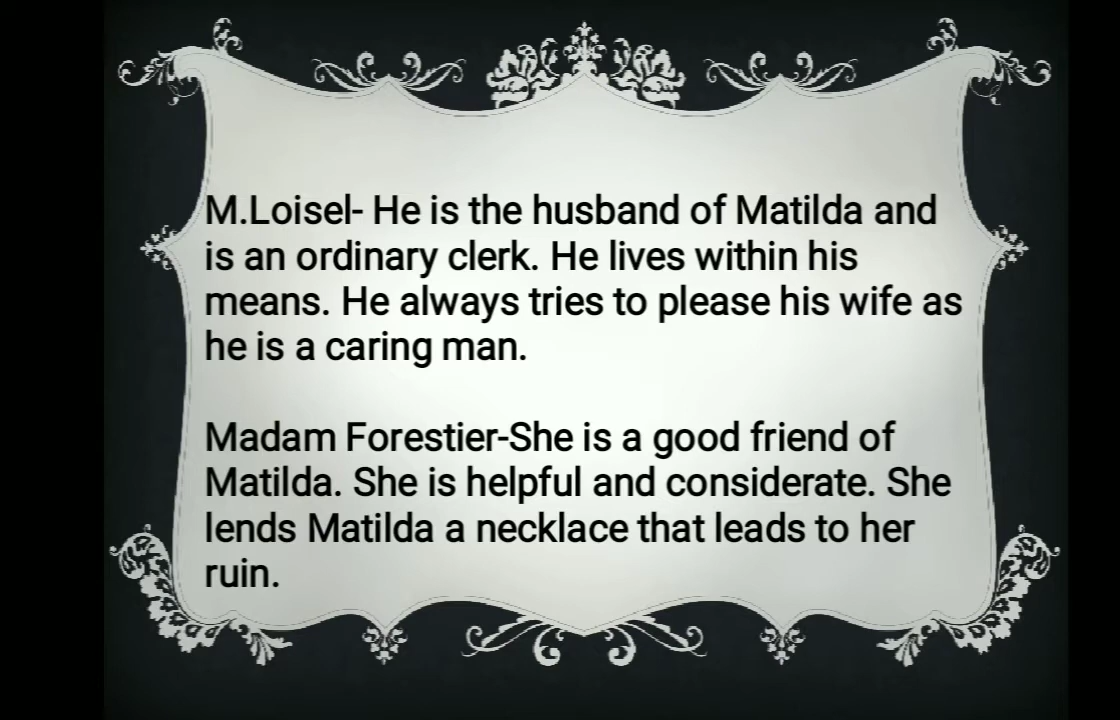 M.Loisel- He is the husband of Matilda and
is an ordinary clerk. He lives within his
means. He always tries to please his wife as
he is a caring man.
Madam Forestier-She is a good friend of
Matilda. She is helpful and considerate. She
lends Matilda a necklace that leads to her
ruin.